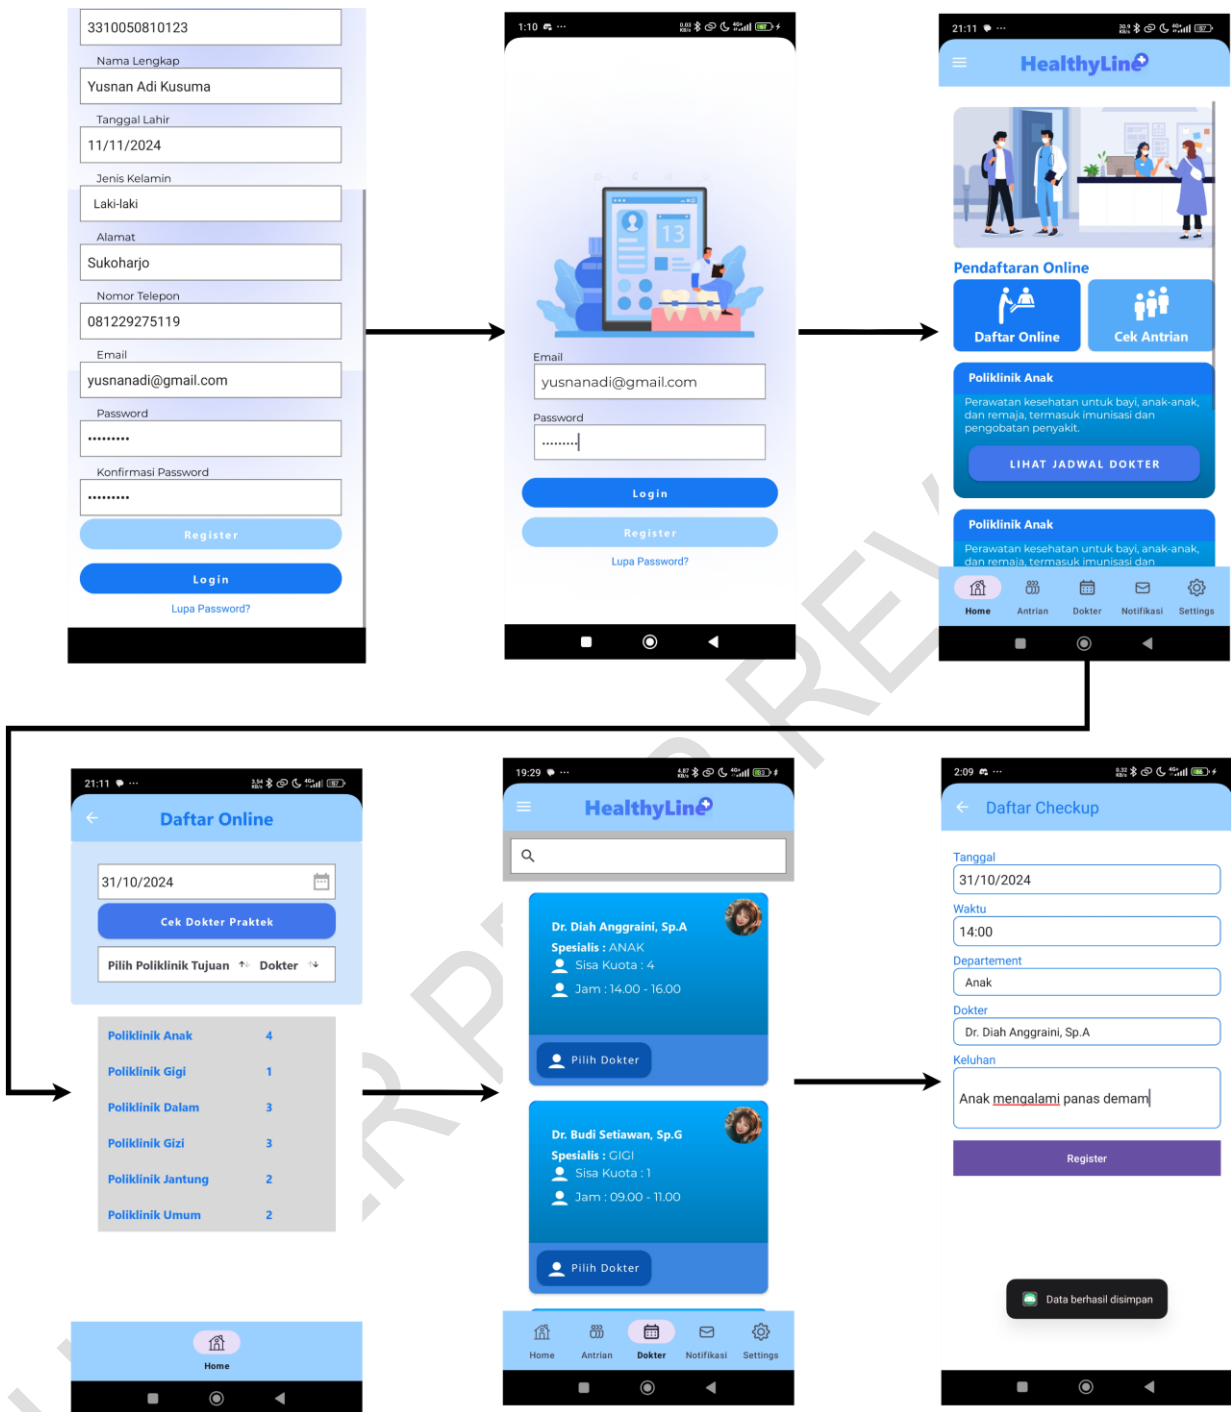 3310050810123
Nama Lengkap
Yusnan Adi Kusuma
Tanggal Lahir
11/11/2024
Jenis Kelamin
Laki-laki
Alamat
Sukoharjo
Nomor Telepon
081229275119
Email
yusnanadi@gmail.com
Password
•••••••••
Konfirmasi Password
•••••••••
Register
Login
Lupa Password?
1:10
13
Email
yusnanadi@gmail.com
Password
•••••••••
Login
Register
Lupa Password?
21:11
HealthyLine
Pendaftaran Online
Daftar Online
Cek Antrian
Poliklinik Anak
Perawatan kesehatan untuk bayi, anak-anak,
dan remaja, termasuk imunisasi dan
pengobatan penyakit.
LIHAT JADWAL DOKTER
Poliklinik Anak
Perawatan kesehatan untuk bayi, anak-anak,
dan remaja, termasuk imunisasi dan
Home Antrian Dokter Notifikasi Settings
21:11
Daftar Online
31/10/2024
Cek Dokter Praktek
Pilih Poliklinik Tujuan Dokter
Poliklinik Anak 4
Poliklinik Gigi 1
Poliklinik Dalam 3
Poliklinik Gizi 3
Poliklinik Jantung 2
Poliklinik Umum 2
Home
19:29
HealthyLine
Dr. Diah Anggraini, Sp.A
Spesialis : ANAK
Sisa Kuota : 4
Jam : 14.00 - 16.00
Pilih Dokter
Dr. Budi Setiawan, Sp.G
Spesialis : GIGI
Sisa Kuota : 1
Jam : 09.00 - 11.00
Pilih Dokter
Home Antrian Dokter Notifikasi Settings
2:09
Daftar Checkup
Tanggal
31/10/2024
Waktu
14:00
Departement
Anak
Dokter
Dr. Diah Anggraini, Sp.A
Keluhan
Anak mengalami panas demam
Register
Data berhasil disimpan